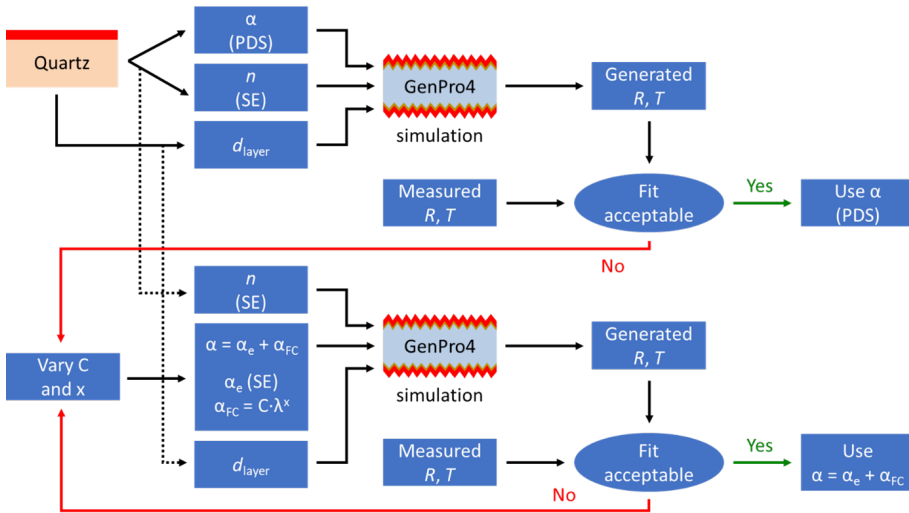 Quartz
α
(PDS)
n
(SE)
d_layer
GenPro4
simulation
Generated
R, T
Measured
R, T
Fit
acceptable
Yes
Use α
(PDS)
No
n
(SE)
Vary C
and x
α = α_e + α_FC
α_e (SE)
α_FC = C·λ^x
d_layer
GenPro4
simulation
Generated
R, T
Measured
R, T
Fit
acceptable
Yes
Use
α = α_e + α_FC
No